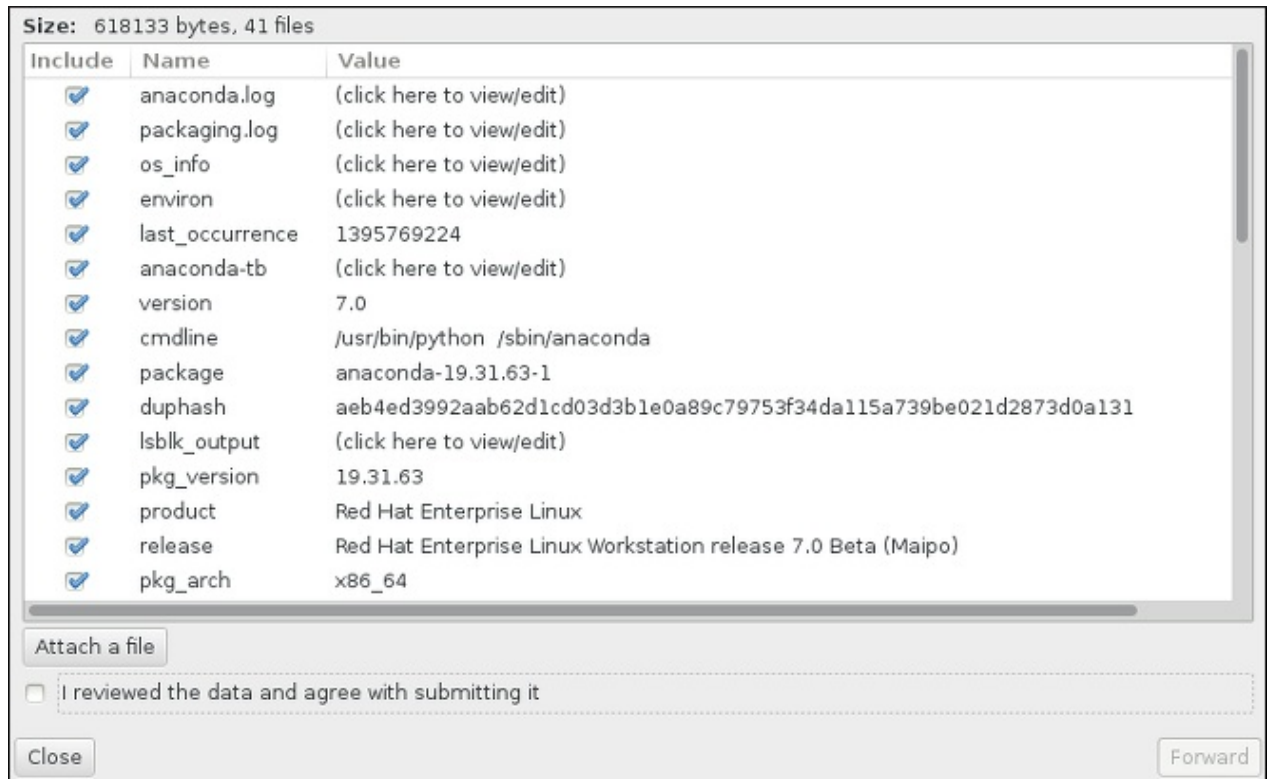 Size: 618133 bytes, 41 files
Include Name Value
anaconda.log (click here to view/edit)
packaging.log (click here to view/edit)
os_info (click here to view/edit)
environ (click here to view/edit)
last_occurrence 1395769224
anaconda-tb (click here to view/edit)
version 7.0
cmdline /usr/bin/python /sbin/anaconda
package anaconda-19.31.63-1
duphash aeb4ed3992aab62d1cd03d3b1e0a89c79753f34da115a739be021d2873d0a131
lsblk_output (click here to view/edit)
pkg_version 19.31.63
product Red Hat Enterprise Linux
release Red Hat Enterprise Linux Workstation release 7.0 Beta (Maipo)
pkg_arch x86_64
Attach a file
I reviewed the data and agree with submitting it
Close Forward